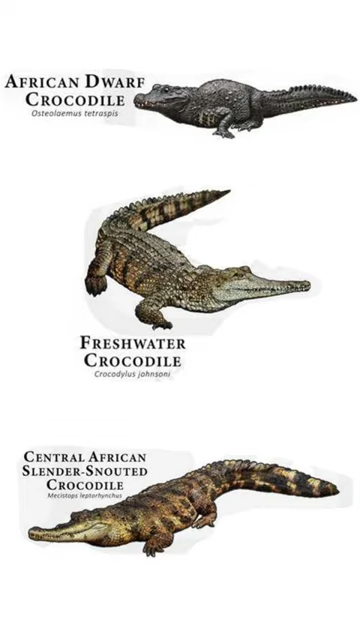 AFRICAN DWARF
CROCODILE
Osteolaemus tetraspis
FRESHWATER
CROCODILE
Crocodylus johnsoni
CENTRAL AFRICAN
SLENDER-SNOUTED
CROCODILE
Mecistops leptorhynchus